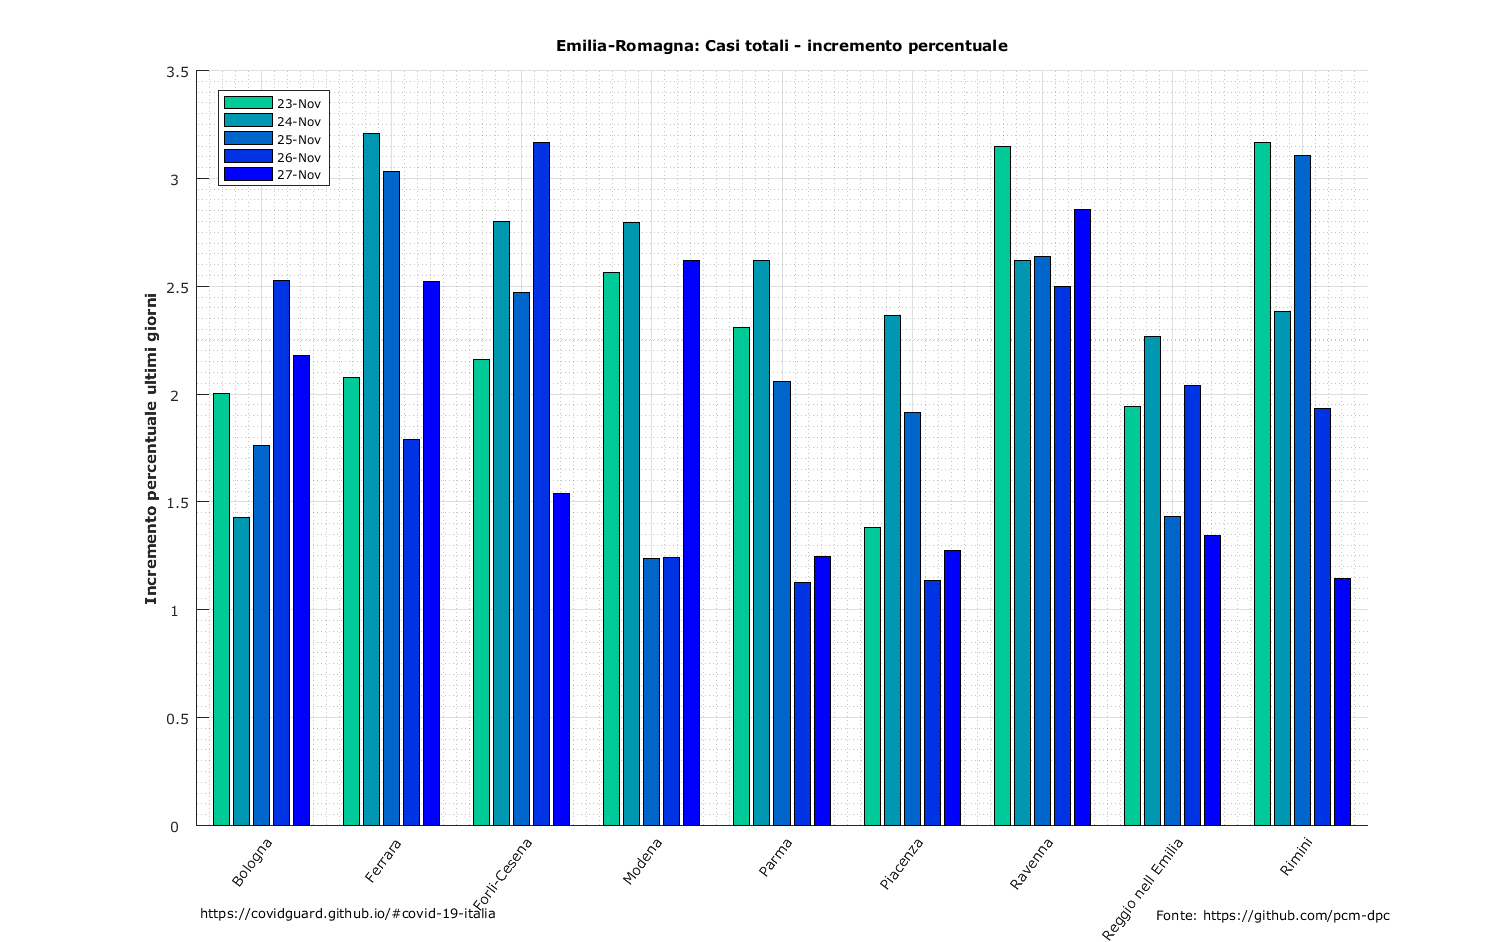 Emilia-Romagna: Casi totali - incremento percentuale
3.5
3
2.5
2
1.5
1
0.5
0
Incremento percentuale ultimi giorni
23-Nov
24-Nov
25-Nov
26-Nov
27-Nov
Bologna
Ferrara
Forlì-Cesena
Modena
Parma
Piacenza
Ravenna
Reggio nell Emilia
Rimini
https://covidguard.github.io/#covid-19-italia
Fonte: https://github.com/pcm-dpc